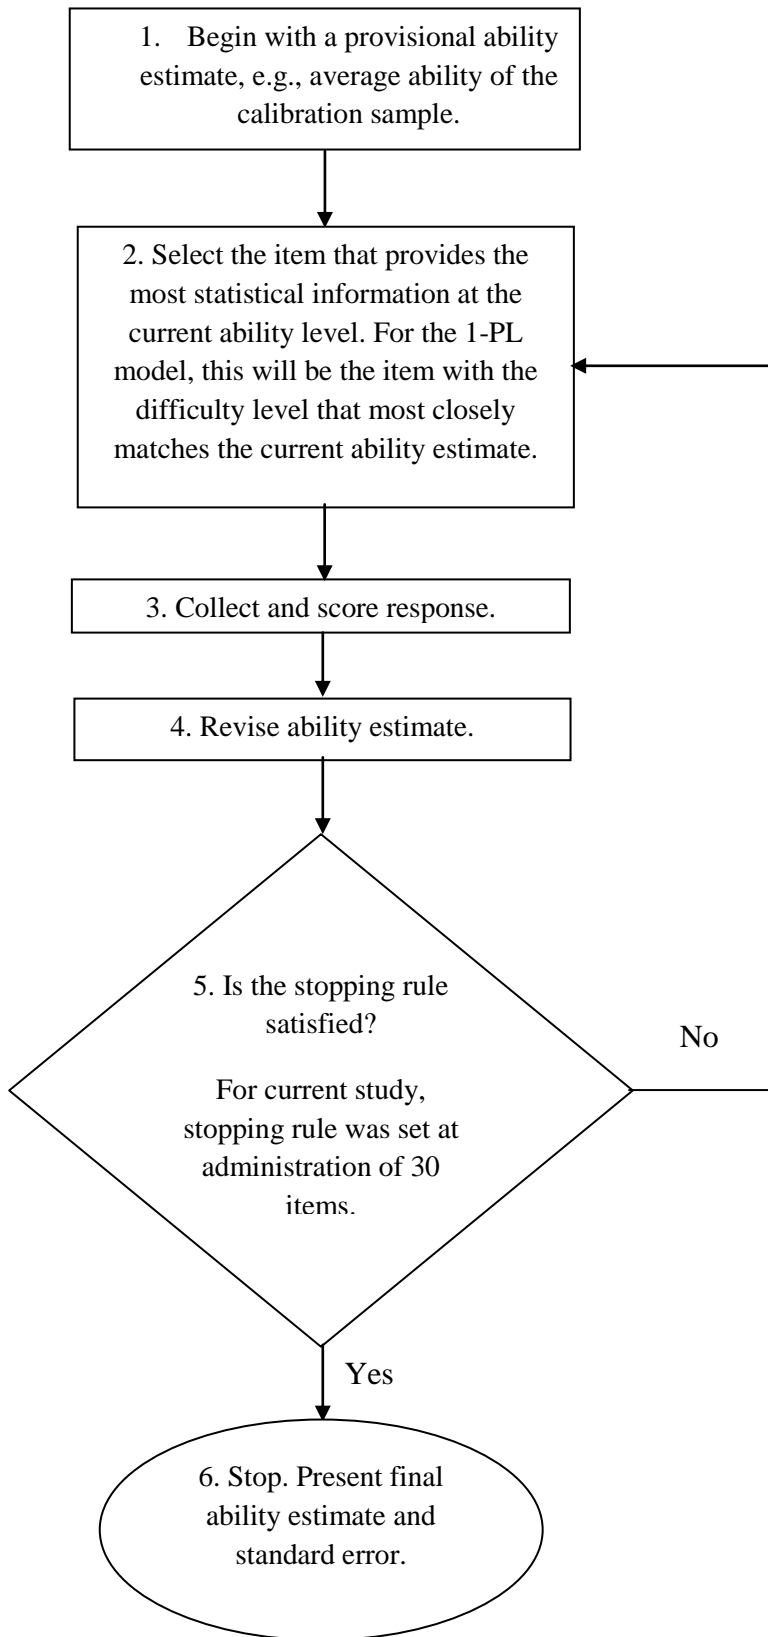 1. Begin with a provisional ability
estimate, e.g., average ability of the
calibration sample.
2. Select the item that provides the
most statistical information at the
current ability level. For the 1-PL
model, this will be the item with the
difficulty level that most closely
matches the current ability estimate.
3. Collect and score response.
4. Revise ability estimate.
5. Is the stopping rule
satisfied?
For current study,
stopping rule was set at
administration of 30
items.
No
Yes
6. Stop. Present final
ability estimate and
standard error.